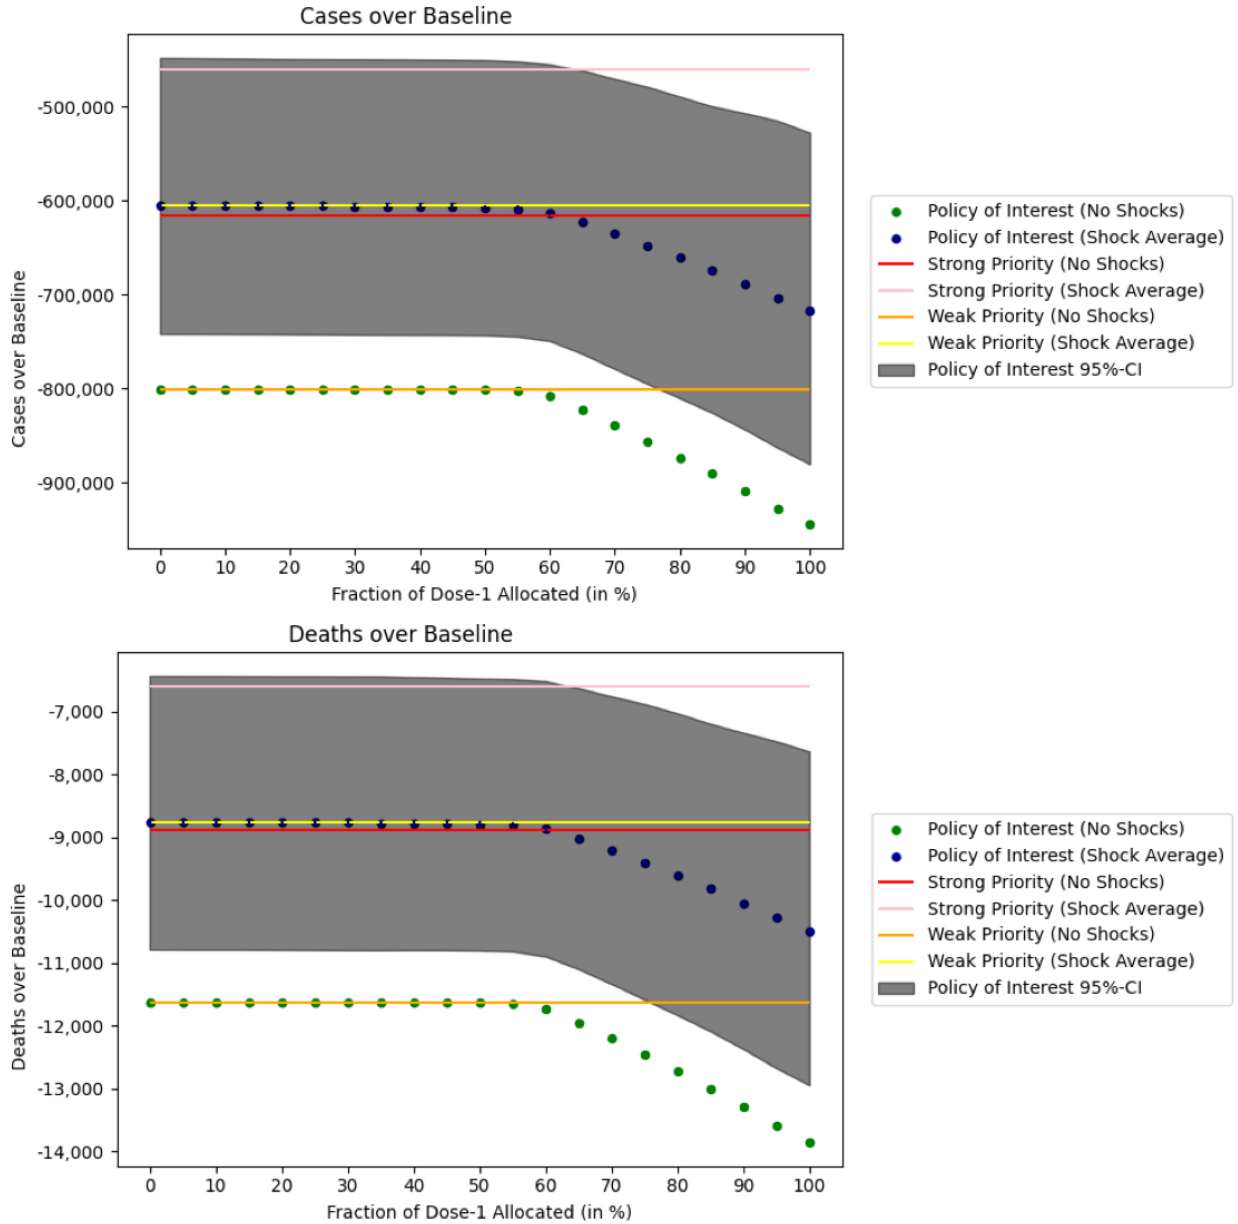 Cases over Baseline
Cases over Baseline
-500,000
-600,000
-700,000
-800,000
-900,000
0 10 20 30 40 50 60 70 80 90 100
Fraction of Dose-1 Allocated (in %)
Policy of Interest (No Shocks)
Policy of Interest (Shock Average)
Strong Priority (No Shocks)
Strong Priority (Shock Average)
Weak Priority (No Shocks)
Weak Priority (Shock Average)
Policy of Interest 95%-CI
Deaths over Baseline
Deaths over Baseline
-7,000
-8,000
-9,000
-10,000
-11,000
-12,000
-13,000
-14,000
0 10 20 30 40 50 60 70 80 90 100
Fraction of Dose-1 Allocated (in %)
Policy of Interest (No Shocks)
Policy of Interest (Shock Average)
Strong Priority (No Shocks)
Strong Priority (Shock Average)
Weak Priority (No Shocks)
Weak Priority (Shock Average)
Policy of Interest 95%-CI